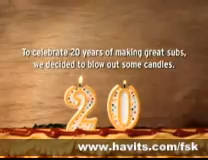 To celebrate 20 years of making great subs,
we decided to blow out some candles.
20
www.havits.com/fsk